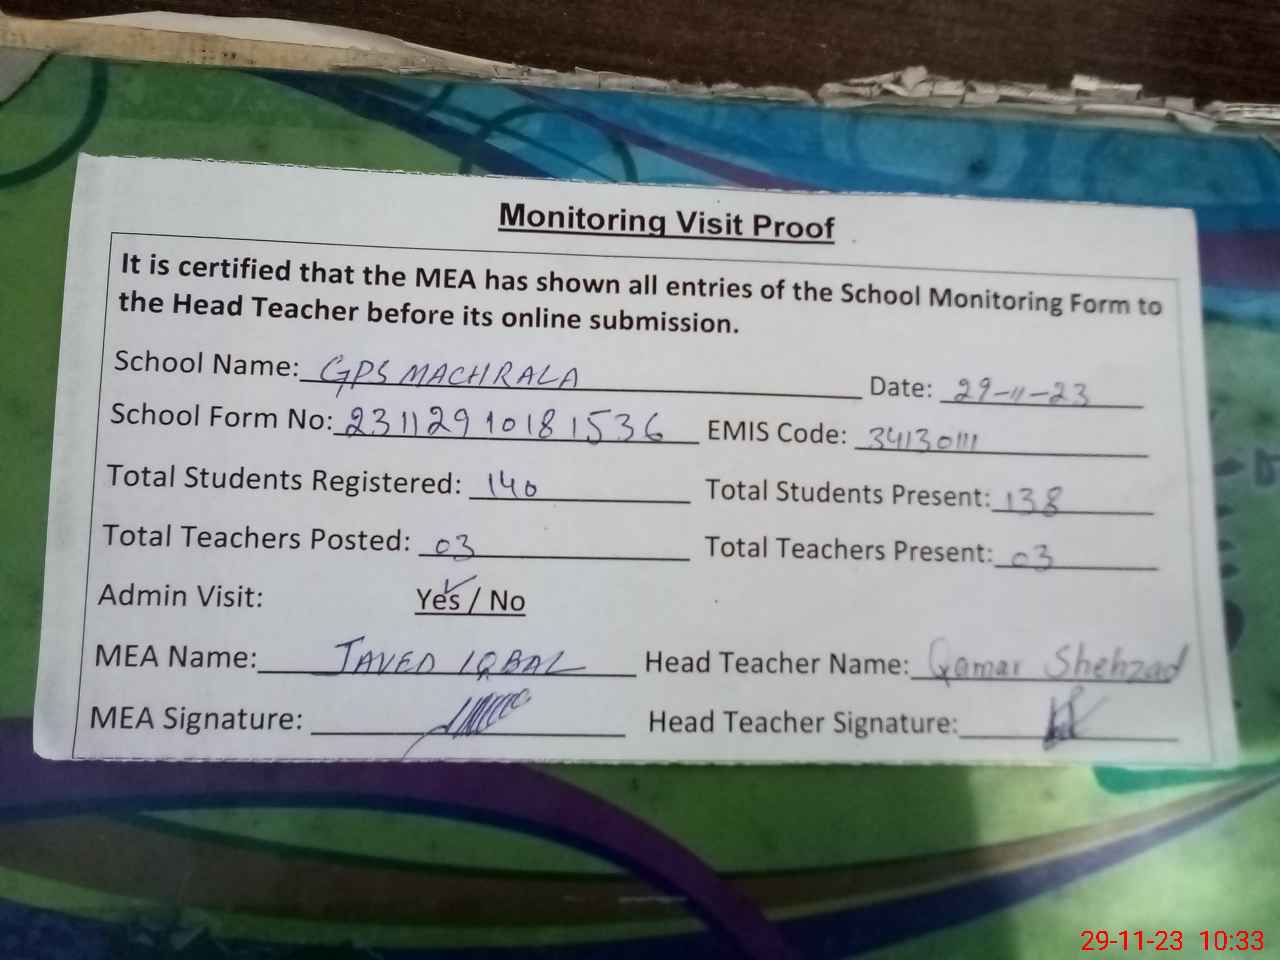 Monitoring Visit Proof
It is certified that the MEA has shown all entries of the School Monitoring Form to
the Head Teacher before its online submission.
School Name: GPS MACHRALA Date: 29-11-23
School Form No: 23112910181536 EMIS Code: 34130111
Total Students Registered: 140 Total Students Present: 138
Total Teachers Posted: 03 Total Teachers Present: 03
Admin Visit: Yes / No
MEA Name: JAVED IQBAL Head Teacher Name: Qamar Shehzad
MEA Signature: Head Teacher Signature:
29-11-23 10:33